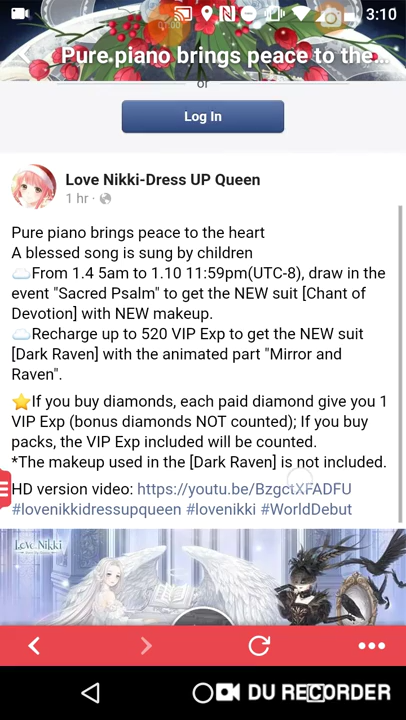 3:10
01:00
Pure piano brings peace to the...
or
Log In
Love Nikki-Dress UP Queen
1 hr ·
Pure piano brings peace to the heart
A blessed song is sung by children
☁️From 1.4 5am to 1.10 11:59pm(UTC-8), draw in the
event "Sacred Psalm" to get the NEW suit [Chant of
Devotion] with NEW makeup.
☁️Recharge up to 520 VIP Exp to get the NEW suit
[Dark Raven] with the animated part "Mirror and
Raven".
⭐If you buy diamonds, each paid diamond give you 1
VIP Exp (bonus diamonds NOT counted); If you buy
packs, the VIP Exp included will be counted.
*The makeup used in the [Dark Raven] is not included.
HD version video: https://youtu.be/BzgctXFADFU
#lovenikkidressupqueen #lovenikki #WorldDebut
Love Nikki
DU RECORDER